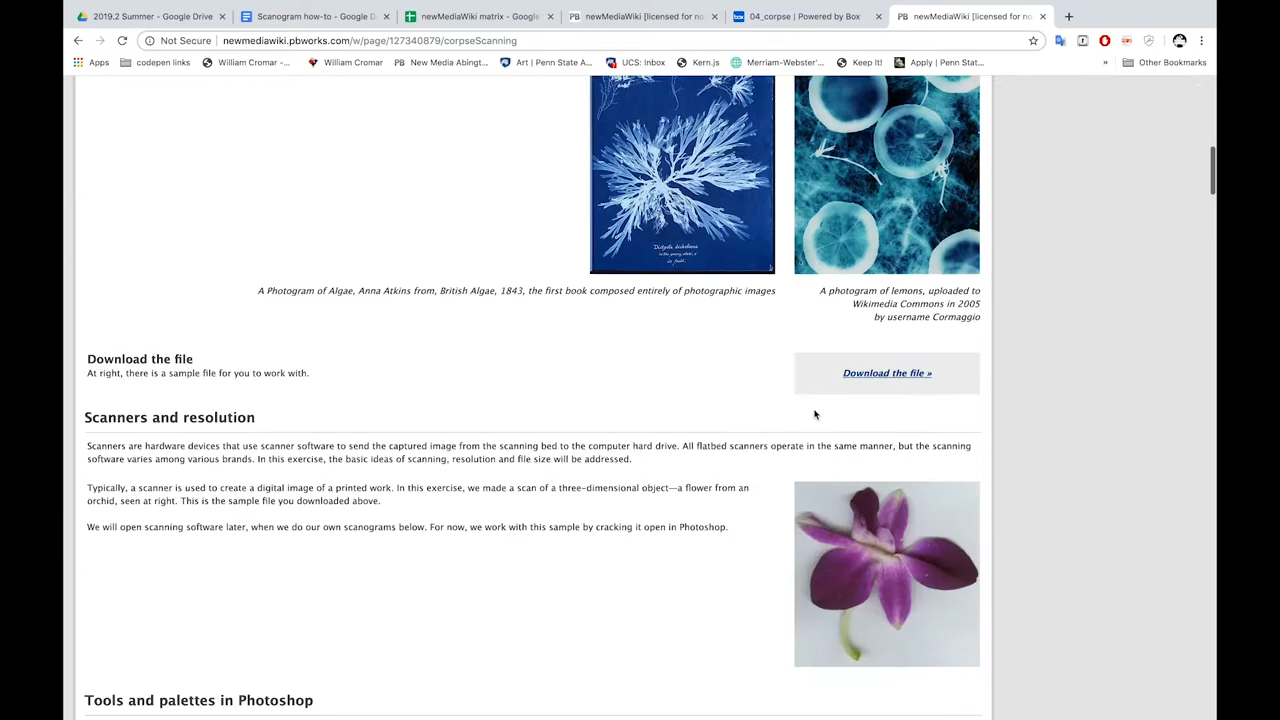 2019.2 Summer - Google Drive
Scanogram how-to - Google D
newMediaWiki matrix - Google
newMediaWiki [licensed for no
04_corpse | Powered by Box
newMediaWiki [licensed for no
Not Secure | newmediawiki.pbworks.com/w/page/127340879/corpseScanning
Apps codepen links William Cromar -... William Cromar New Media Abingt... Art | Penn State A... UCS: Inbox Kern.js Merriam-Webster'... Keep It! Apply | Penn Stat... » Other Bookmarks
Dictyota dichotoma
A Photogram of Algae, Anna Atkins from, British Algae, 1843, the first book composed entirely of photographic images
A photogram of lemons, uploaded to
Wikimedia Commons in 2005
by username Cormaggio
Download the file
At right, there is a sample file for you to work with.
Download the file »
Scanners and resolution
Scanners are hardware devices that use scanner software to send the captured image from the scanning bed to the computer hard drive. All flatbed scanners operate in the same manner, but the scanning
software varies among various brands. In this exercise, the basic ideas of scanning, resolution and file size will be addressed.
Typically, a scanner is used to create a digital image of a printed work. In this exercise, we made a scan of a three-dimensional object—a flower from an
orchid, seen at right. This is the sample file you downloaded above.
We will open scanning software later, when we do our own scanograms below. For now, we work with this sample by cracking it open in Photoshop.
Tools and palettes in Photoshop